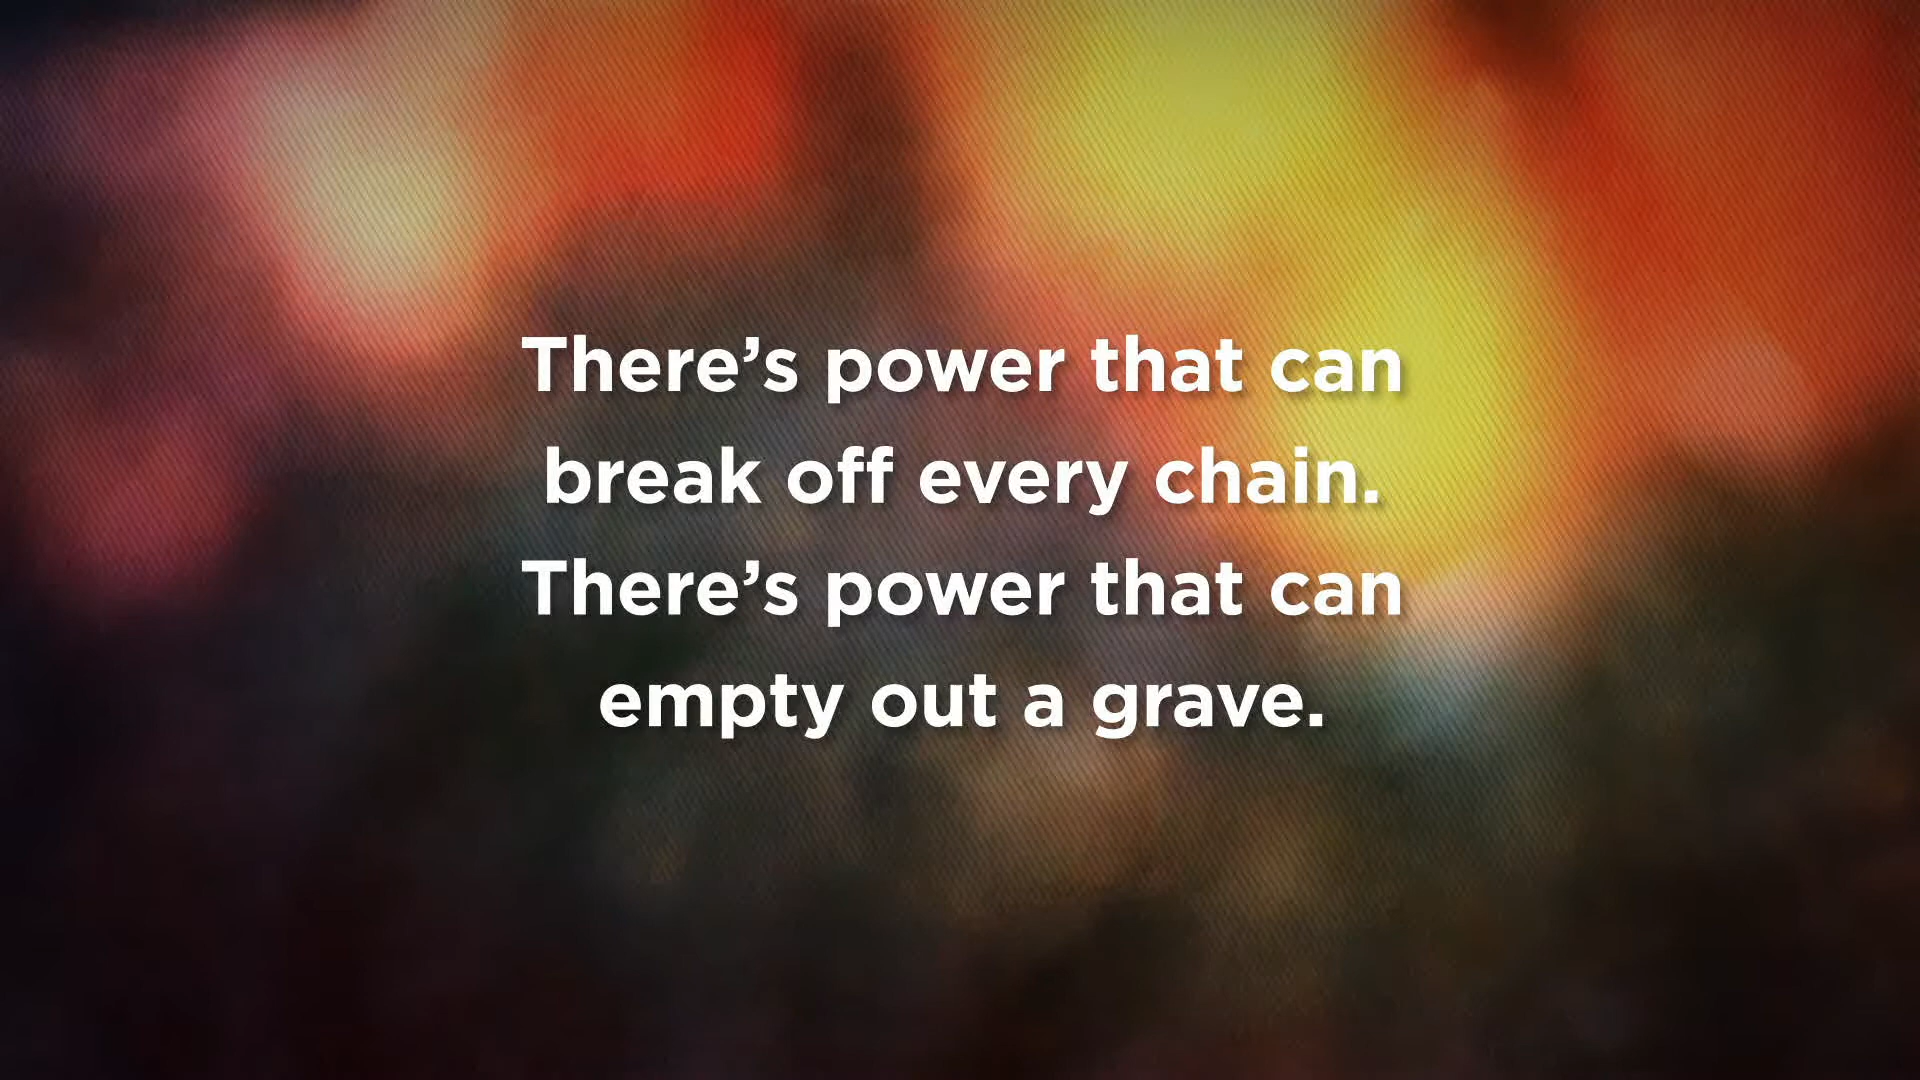 There’s power that can
break off every chain.
There’s power that can
empty out a grave.